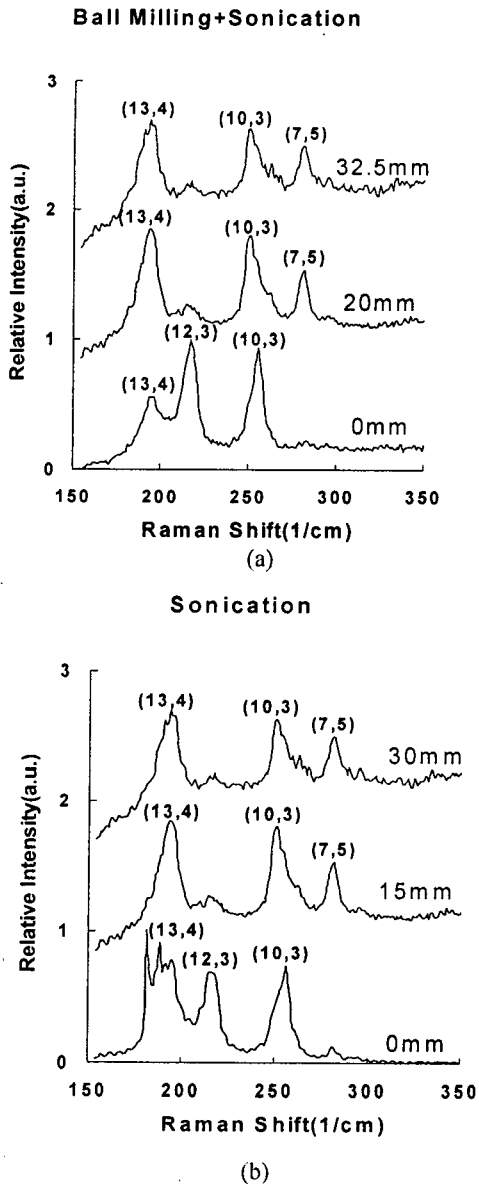 Ball Milling+Sonication
3
(13,4)
(10,3)
(7,5)
32.5mm
2
(13,4)
(10,3)
(7,5)
20mm
1
(12,3)
(10,3)
(13,4)
0mm
0
150 200 250 300 350
Relative Intensity(a.u.)
Raman Shift(1/cm)
(a)
Sonication
3
(13,4)
(10,3)
(7,5)
30mm
2
(13,4)
(10,3)
(7,5)
15mm
1
(13,4)
(12,3)
(10,3)
0mm
0
150 200 250 300 350
Relative Intensity(a.u.)
Raman Shift(1/cm)
(b)